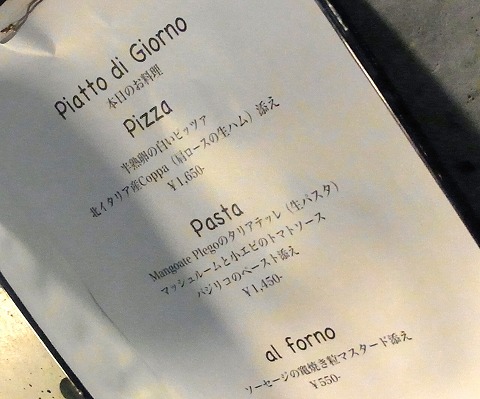 Piatto di Giorno
本日のお料理
Pizza
半熟卵の白いピッツァ
北イタリア産Coppa（肩ロースの生ハム）添え
￥1,650-
Pasta
Mangoate Plegoのタリアテッレ（生パスタ）
マッシュルームと小エビのトマトソース
バジリコのペースト添え
￥1,450-
al forno
ソーセージの竈焼き粒マスタード添え
￥550-